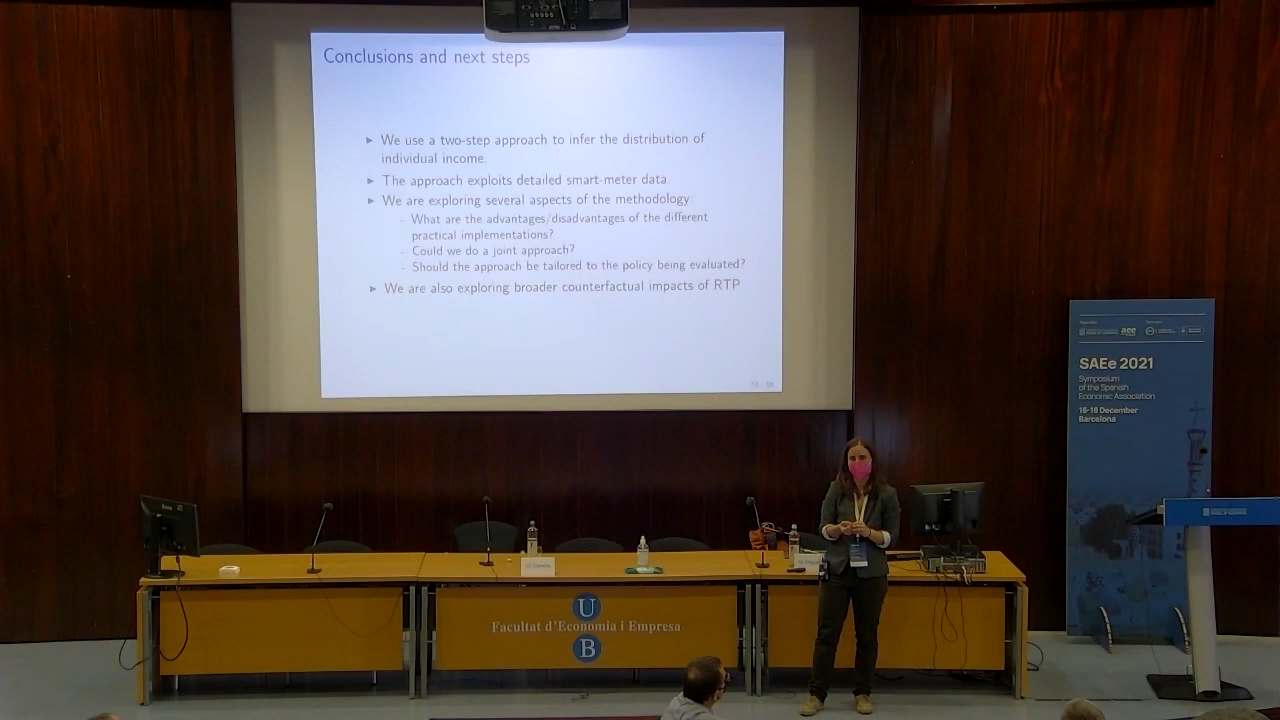 Conclusions and next steps
We use a two-step approach to infer the distribution of
individual income.
The approach exploits detailed smart-meter data.
We are exploring several aspects of the methodology
- What are the advantages/disadvantages of the different
practical implementations?
- Could we do a joint approach?
- Should the approach be tailored to the policy being evaluated?
We are also exploring broader counterfactual impacts of RTP
aee
SAEe 2021
Symposium
of the Spanish
Economic Association
16-18 December
Barcelona
U
Facultat d'Economia i Empresa
B